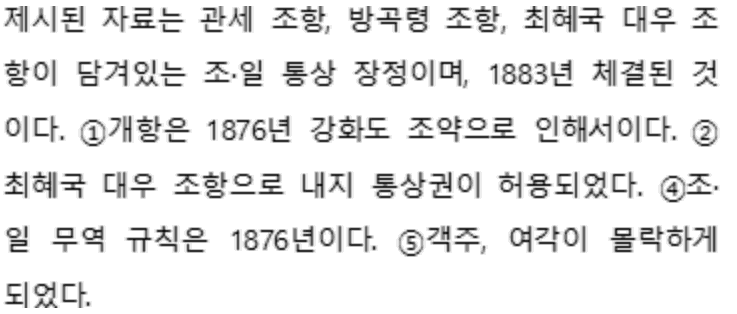 제시된 자료는 관세 조항, 방곡령 조항, 최혜국 대우 조
항이 담겨있는 조·일 통상 장정이며, 1883년 체결된 것
이다. ①개항은 1876년 강화도 조약으로 인해서이다. ②
최혜국 대우 조항으로 내지 통상권이 허용되었다. ④조·
일 무역 규칙은 1876년이다. ⑤객주, 여각이 몰락하게
되었다.